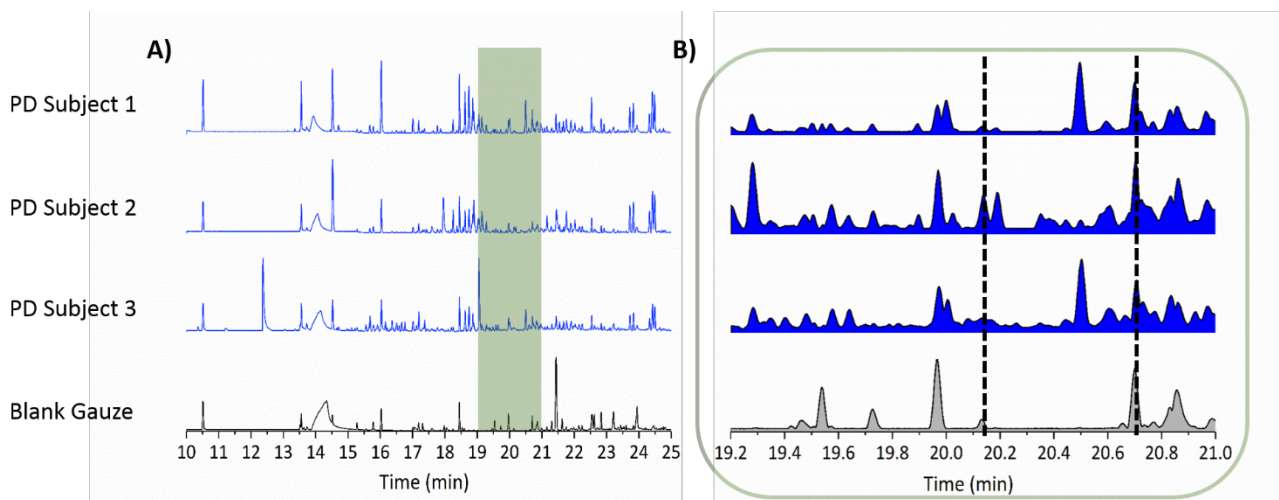 A)
B)
PD Subject 1
PD Subject 2
PD Subject 3
Blank Gauze
10 11 12 13 14 15 16 17 18 19 20 21 22 23 24 25
Time (min)
19.2 19.4 19.6 19.8 20.0 20.2 20.4 20.6 20.8 21.0
Time (min)